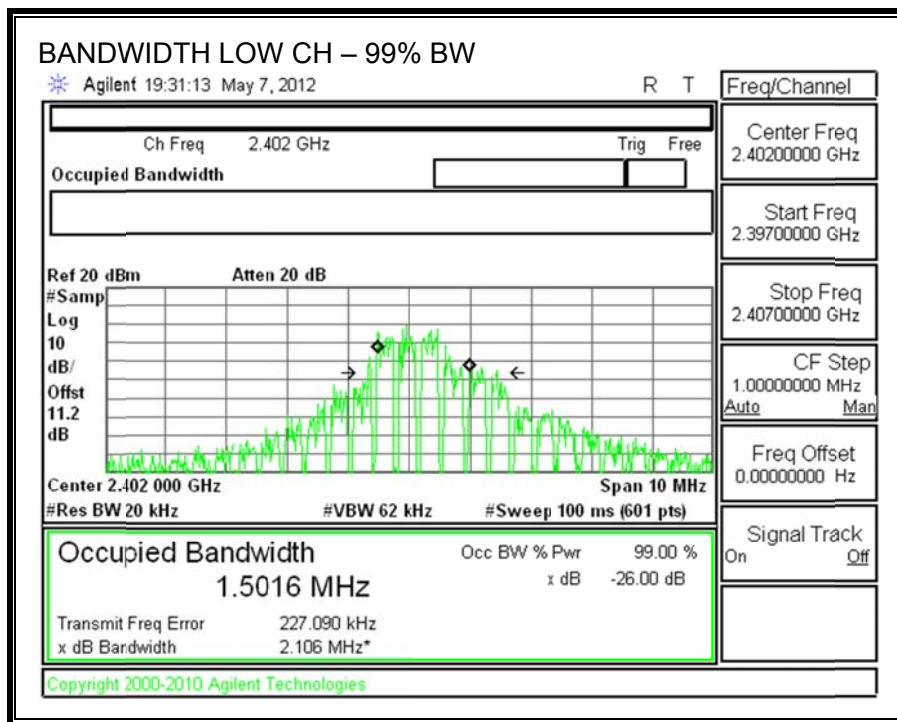 BANDWIDTH LOW CH – 99% BW
Agilent 19:31:13 May 7, 2012 R T
Freq/Channel
Ch Freq 2.402 GHz Trig Free
Occupied Bandwidth
Center Freq
2.40200000 GHz
Start Freq
2.39700000 GHz
Stop Freq
2.40700000 GHz
CF Step
1.00000000 MHz
Auto Man
Freq Offset
0.00000000 Hz
Signal Track
On Off
Ref 20 dBm Atten 20 dB
#Samp
Log
10
dB/
Offst
11.2
dB
Center 2.402 000 GHz Span 10 MHz
#Res BW 20 kHz #VBW 62 kHz #Sweep 100 ms (601 pts)
Occupied Bandwidth Occ BW % Pwr 99.00 %
1.5016 MHz x dB -26.00 dB
Transmit Freq Error 227.090 kHz
x dB Bandwidth 2.106 MHz*
Copyright 2000-2010 Agilent Technologies